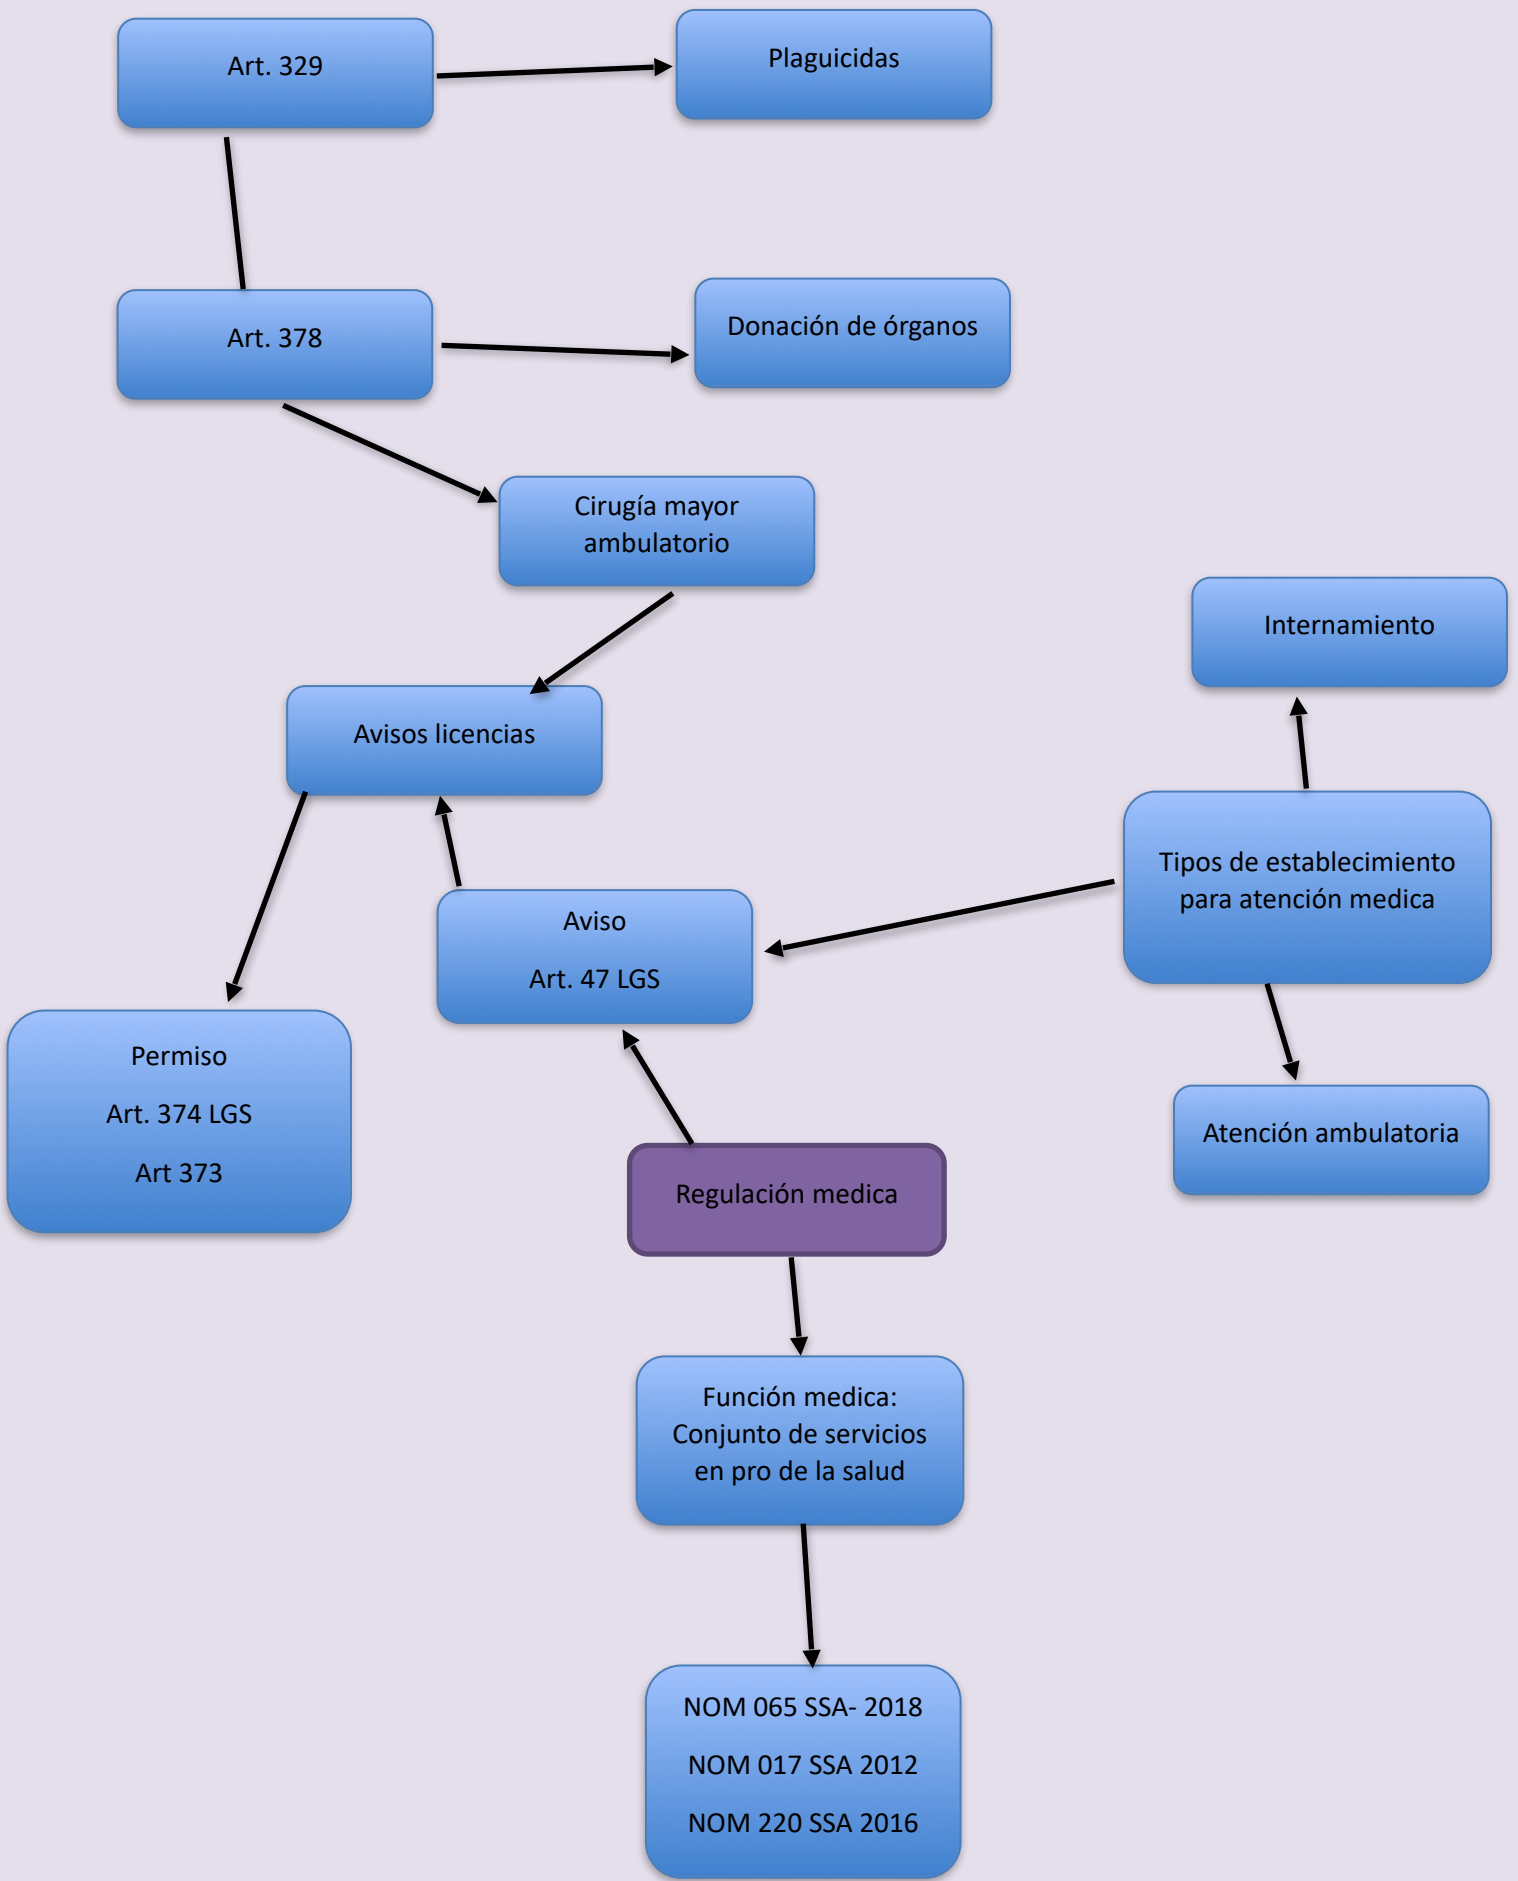 Art. 329
Plaguicidas
Art. 378
Donación de órganos
Cirugía mayor
ambulatorio
Internamiento
Avisos licencias
Tipos de establecimiento
para atención medica
Aviso
Art. 47 LGS
Permiso
Art. 374 LGS
Art 373
Atención ambulatoria
Regulación medica
Función medica:
Conjunto de servicios
en pro de la salud
NOM 065 SSA- 2018
NOM 017 SSA 2012
NOM 220 SSA 2016